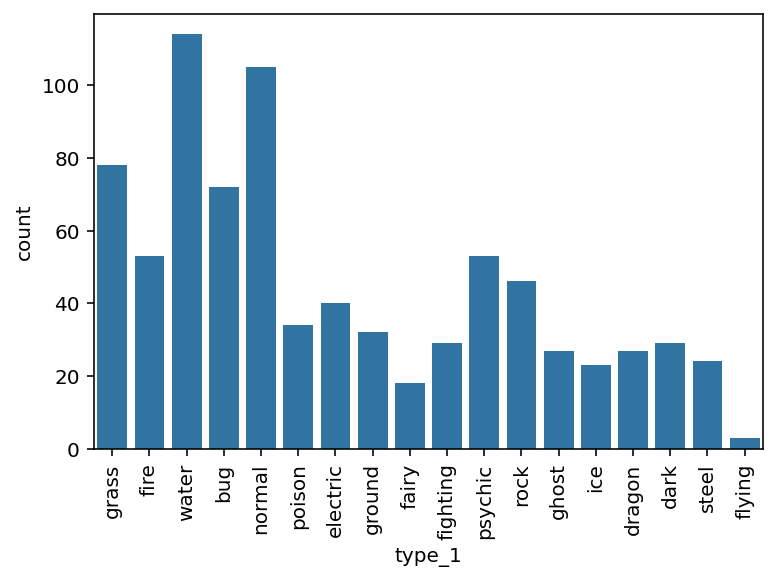 100
80
60
40
20
0
count
grass
fire
water
bug
normal
poison
electric
ground
fairy
fighting
psychic
rock
ghost
ice
dragon
dark
steel
flying
type_1